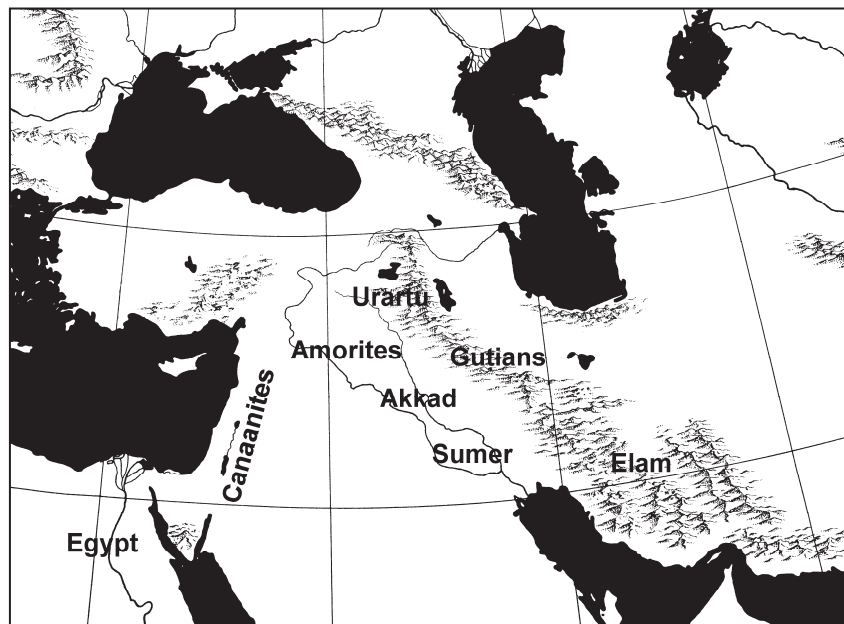 Urartu
Amorites
Gutians
Akkad
Canaanites
Sumer
Elam
Egypt